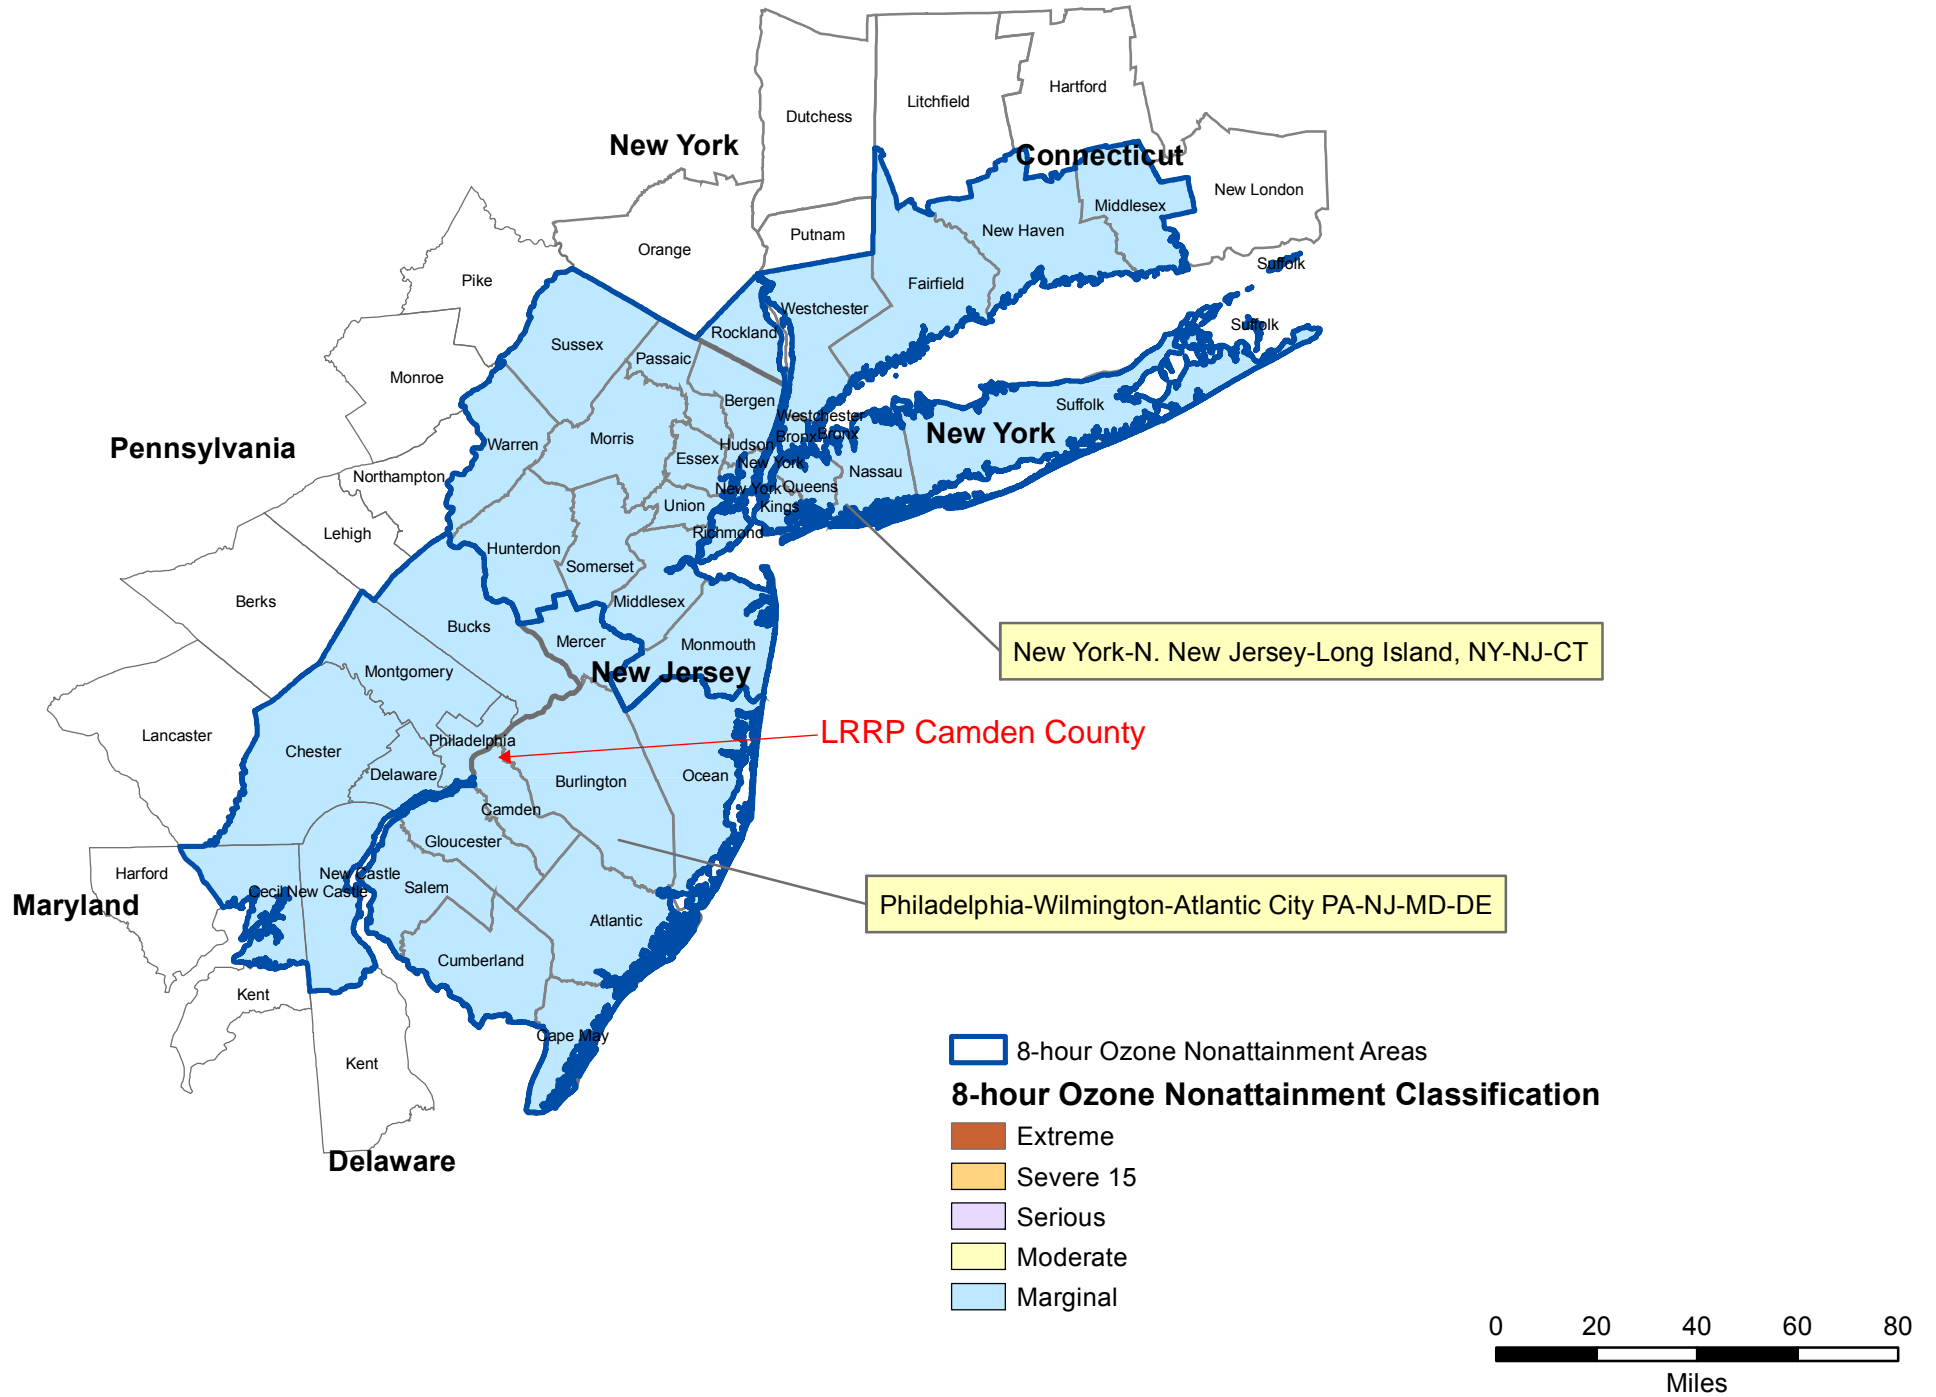 Hartford
Litchfield
Dutchess
New York
Connecticut
New London
Middlesex
New Haven
Putnam
Orange
Suffolk
Pike
Fairfield
Westchester
Suffolk
Rockland
Sussex
Passaic
Monroe
Bergen
Suffolk
Westchester
New York
Bronx
Bronx
Morris
Warren
Hudson
Pennsylvania
Essex
New York
Nassau
Northampton
New York
Queens
Union
Kings
Lehigh
Richmond
Hunterdon
Somerset
Berks
Middlesex
Bucks
Mercer
Monmouth
New York-N. New Jersey-Long Island, NY-NJ-CT
Montgomery
New Jersey
LRRP Camden County
Lancaster
Philadelphia
Chester
Delaware
Ocean
Burlington
Camden
Gloucester
Harford
New Castle
Salem
Cecil
New Castle
Maryland
Philadelphia-Wilmington-Atlantic City PA-NJ-MD-DE
Atlantic
Cumberland
Kent
Cape May
Kent
Delaware
8-hour Ozone Nonattainment Areas
8-hour Ozone Nonattainment Classification
Extreme
Severe 15
Serious
Moderate
Marginal
0 20 40 60 80
Miles